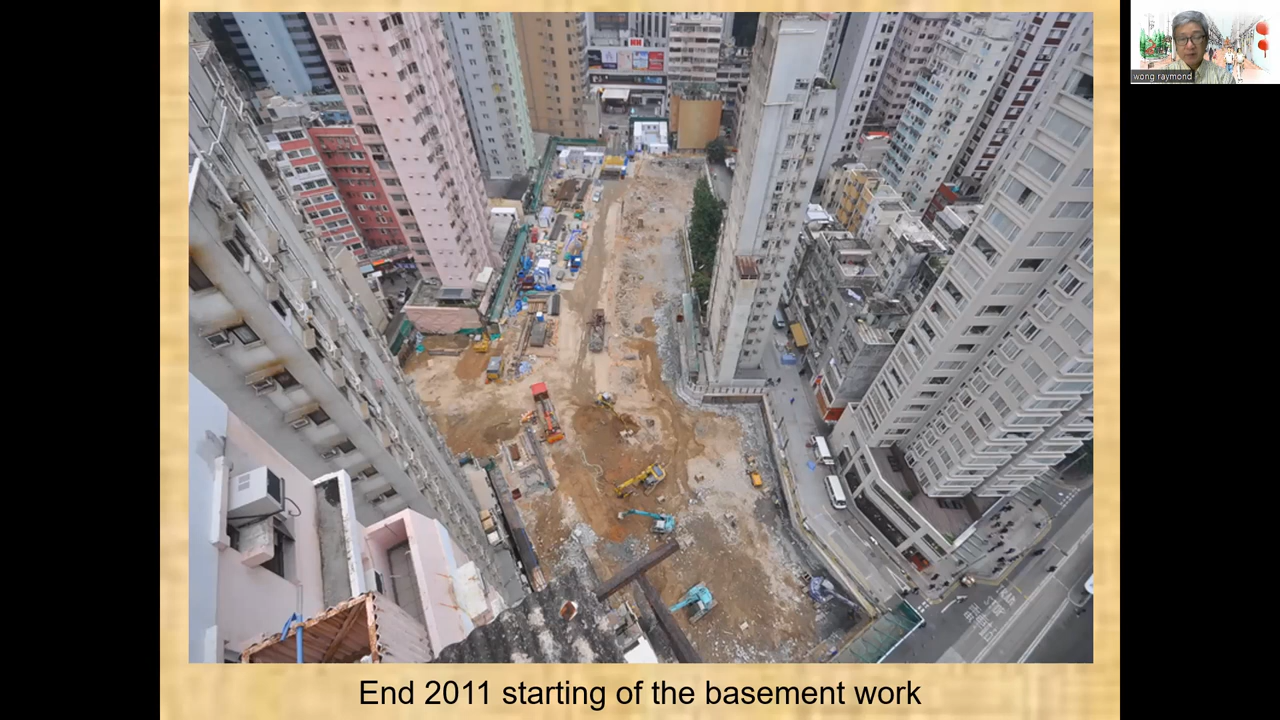 End 2011 starting of the basement work
wong raymond